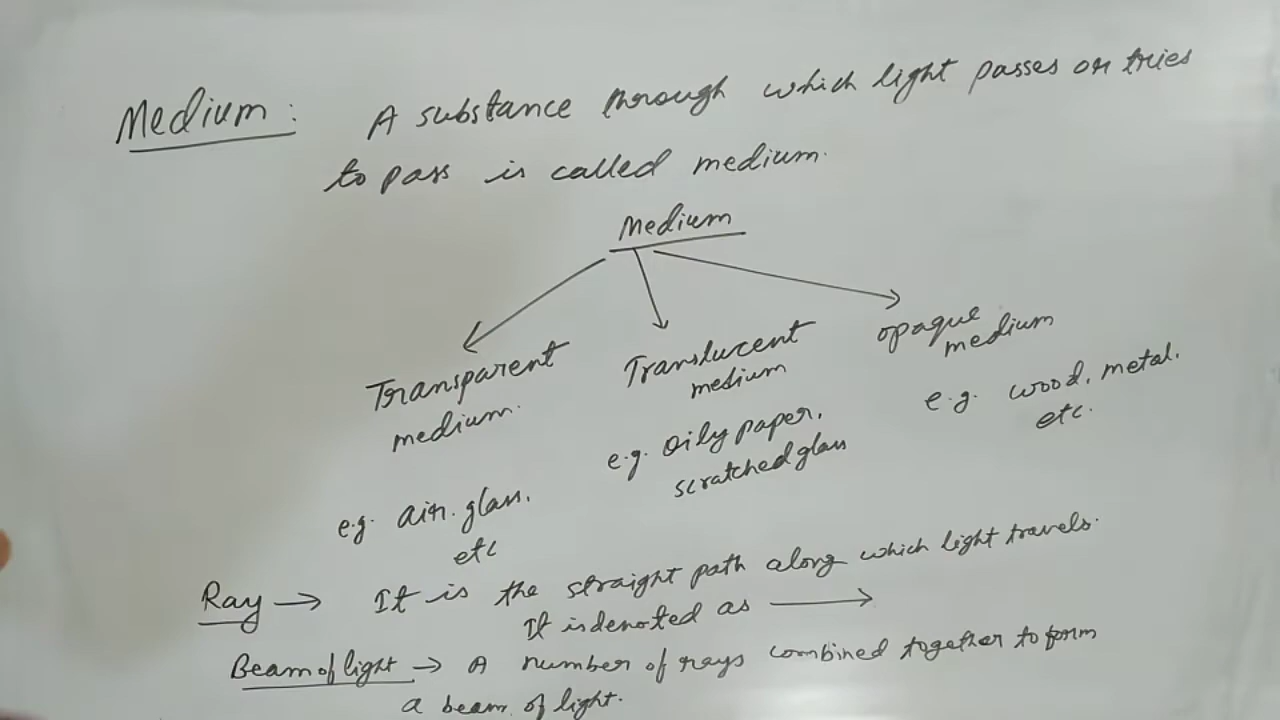 Medium: A substance through which light passes or tries
to pass is called medium.
Medium
Transparent medium.
e.g. air. glass. etc
Translucent medium
e.g. oily paper, scratched glass
opaque medium
e.g. wood, metal. etc.
Ray → It is the straight path along which light travels.
It is denoted as →
Beam of light → A number of rays combined together to form
a beam of light.